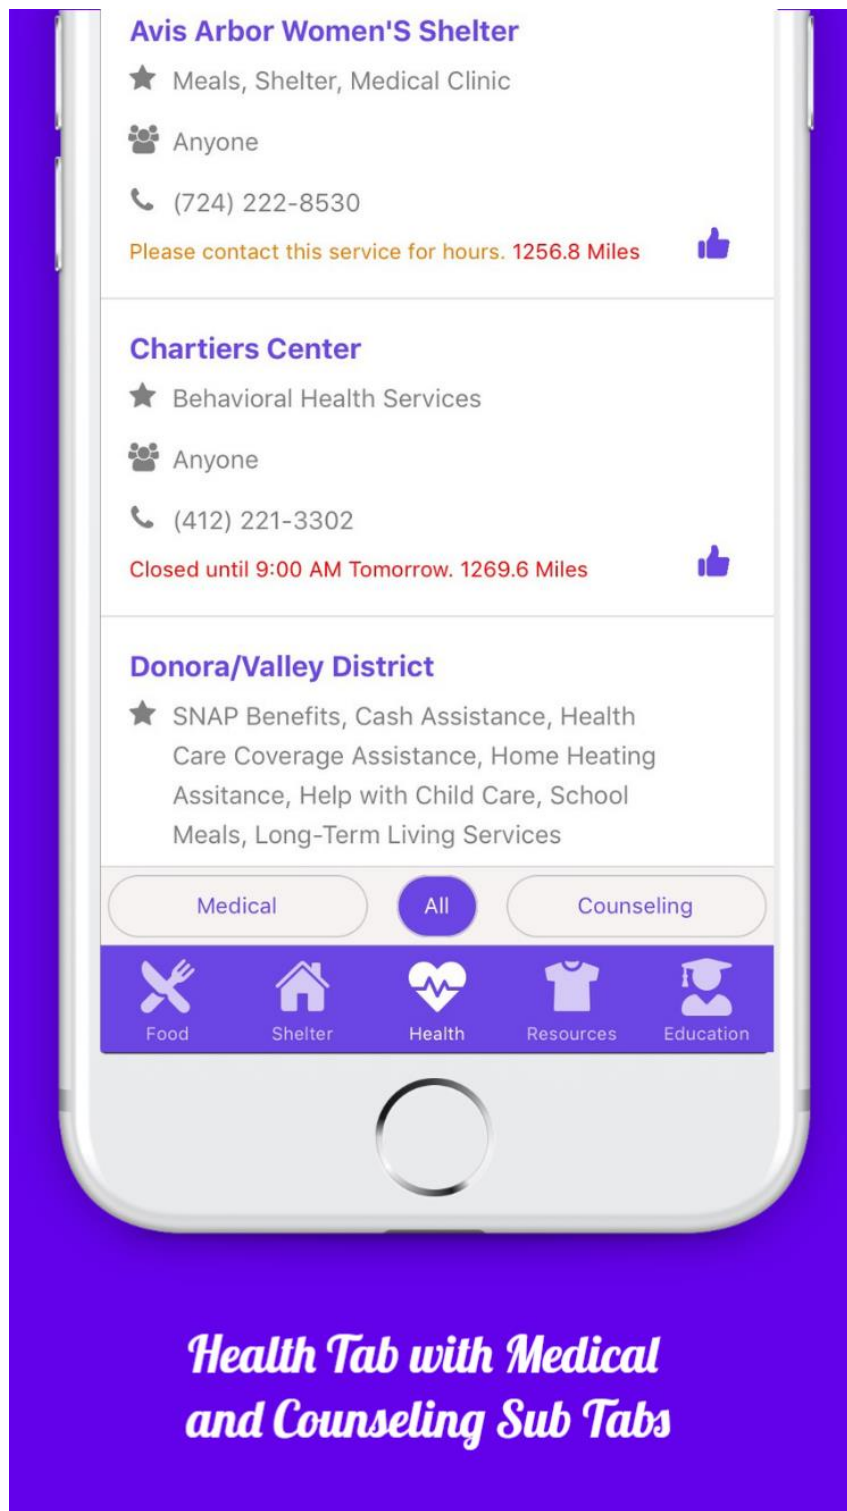 Avis Arbor Women'S Shelter
Meals, Shelter, Medical Clinic
Anyone
(724) 222-8530
Please contact this service for hours. 1256.8 Miles
Chartiers Center
Behavioral Health Services
Anyone
(412) 221-3302
Closed until 9:00 AM Tomorrow. 1269.6 Miles
Donora/Valley District
SNAP Benefits, Cash Assistance, Health
Care Coverage Assistance, Home Heating
Assitance, Help with Child Care, School
Meals, Long-Term Living Services
Medical All Counseling
Food Shelter Health Resources Education
Health Tab with Medical
and Counseling Sub Tabs